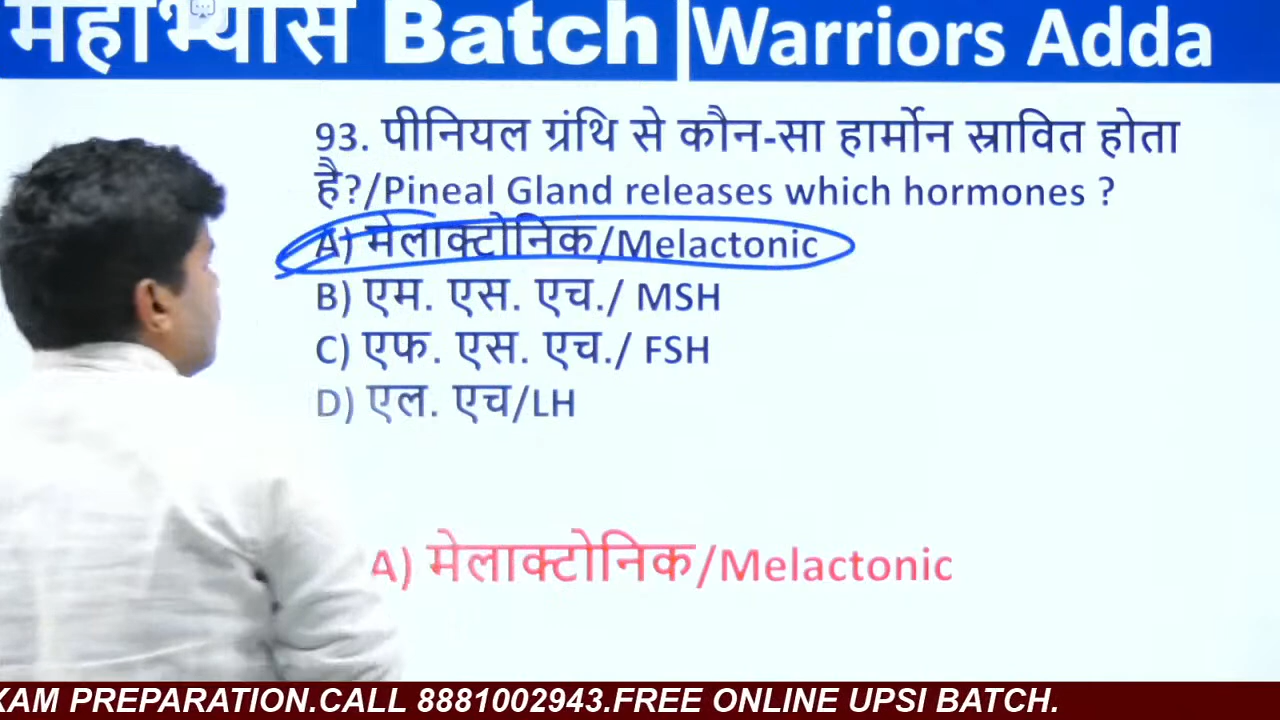 महाभ्यास Batch Warriors Adda
93. पीनियल ग्रंथि से कौन-सा हार्मोन स्रावित होता
है?/Pineal Gland releases which hormones ?
A) मेलाक्टोनिक/Melactonic
B) एम. एस. एच./ MSH
C) एफ. एस. एच./ FSH
D) एल. एच/LH
A) मेलाक्टोनिक/Melactonic
XAM PREPARATION.CALL 8881002943.FREE ONLINE UPSI BATCH.